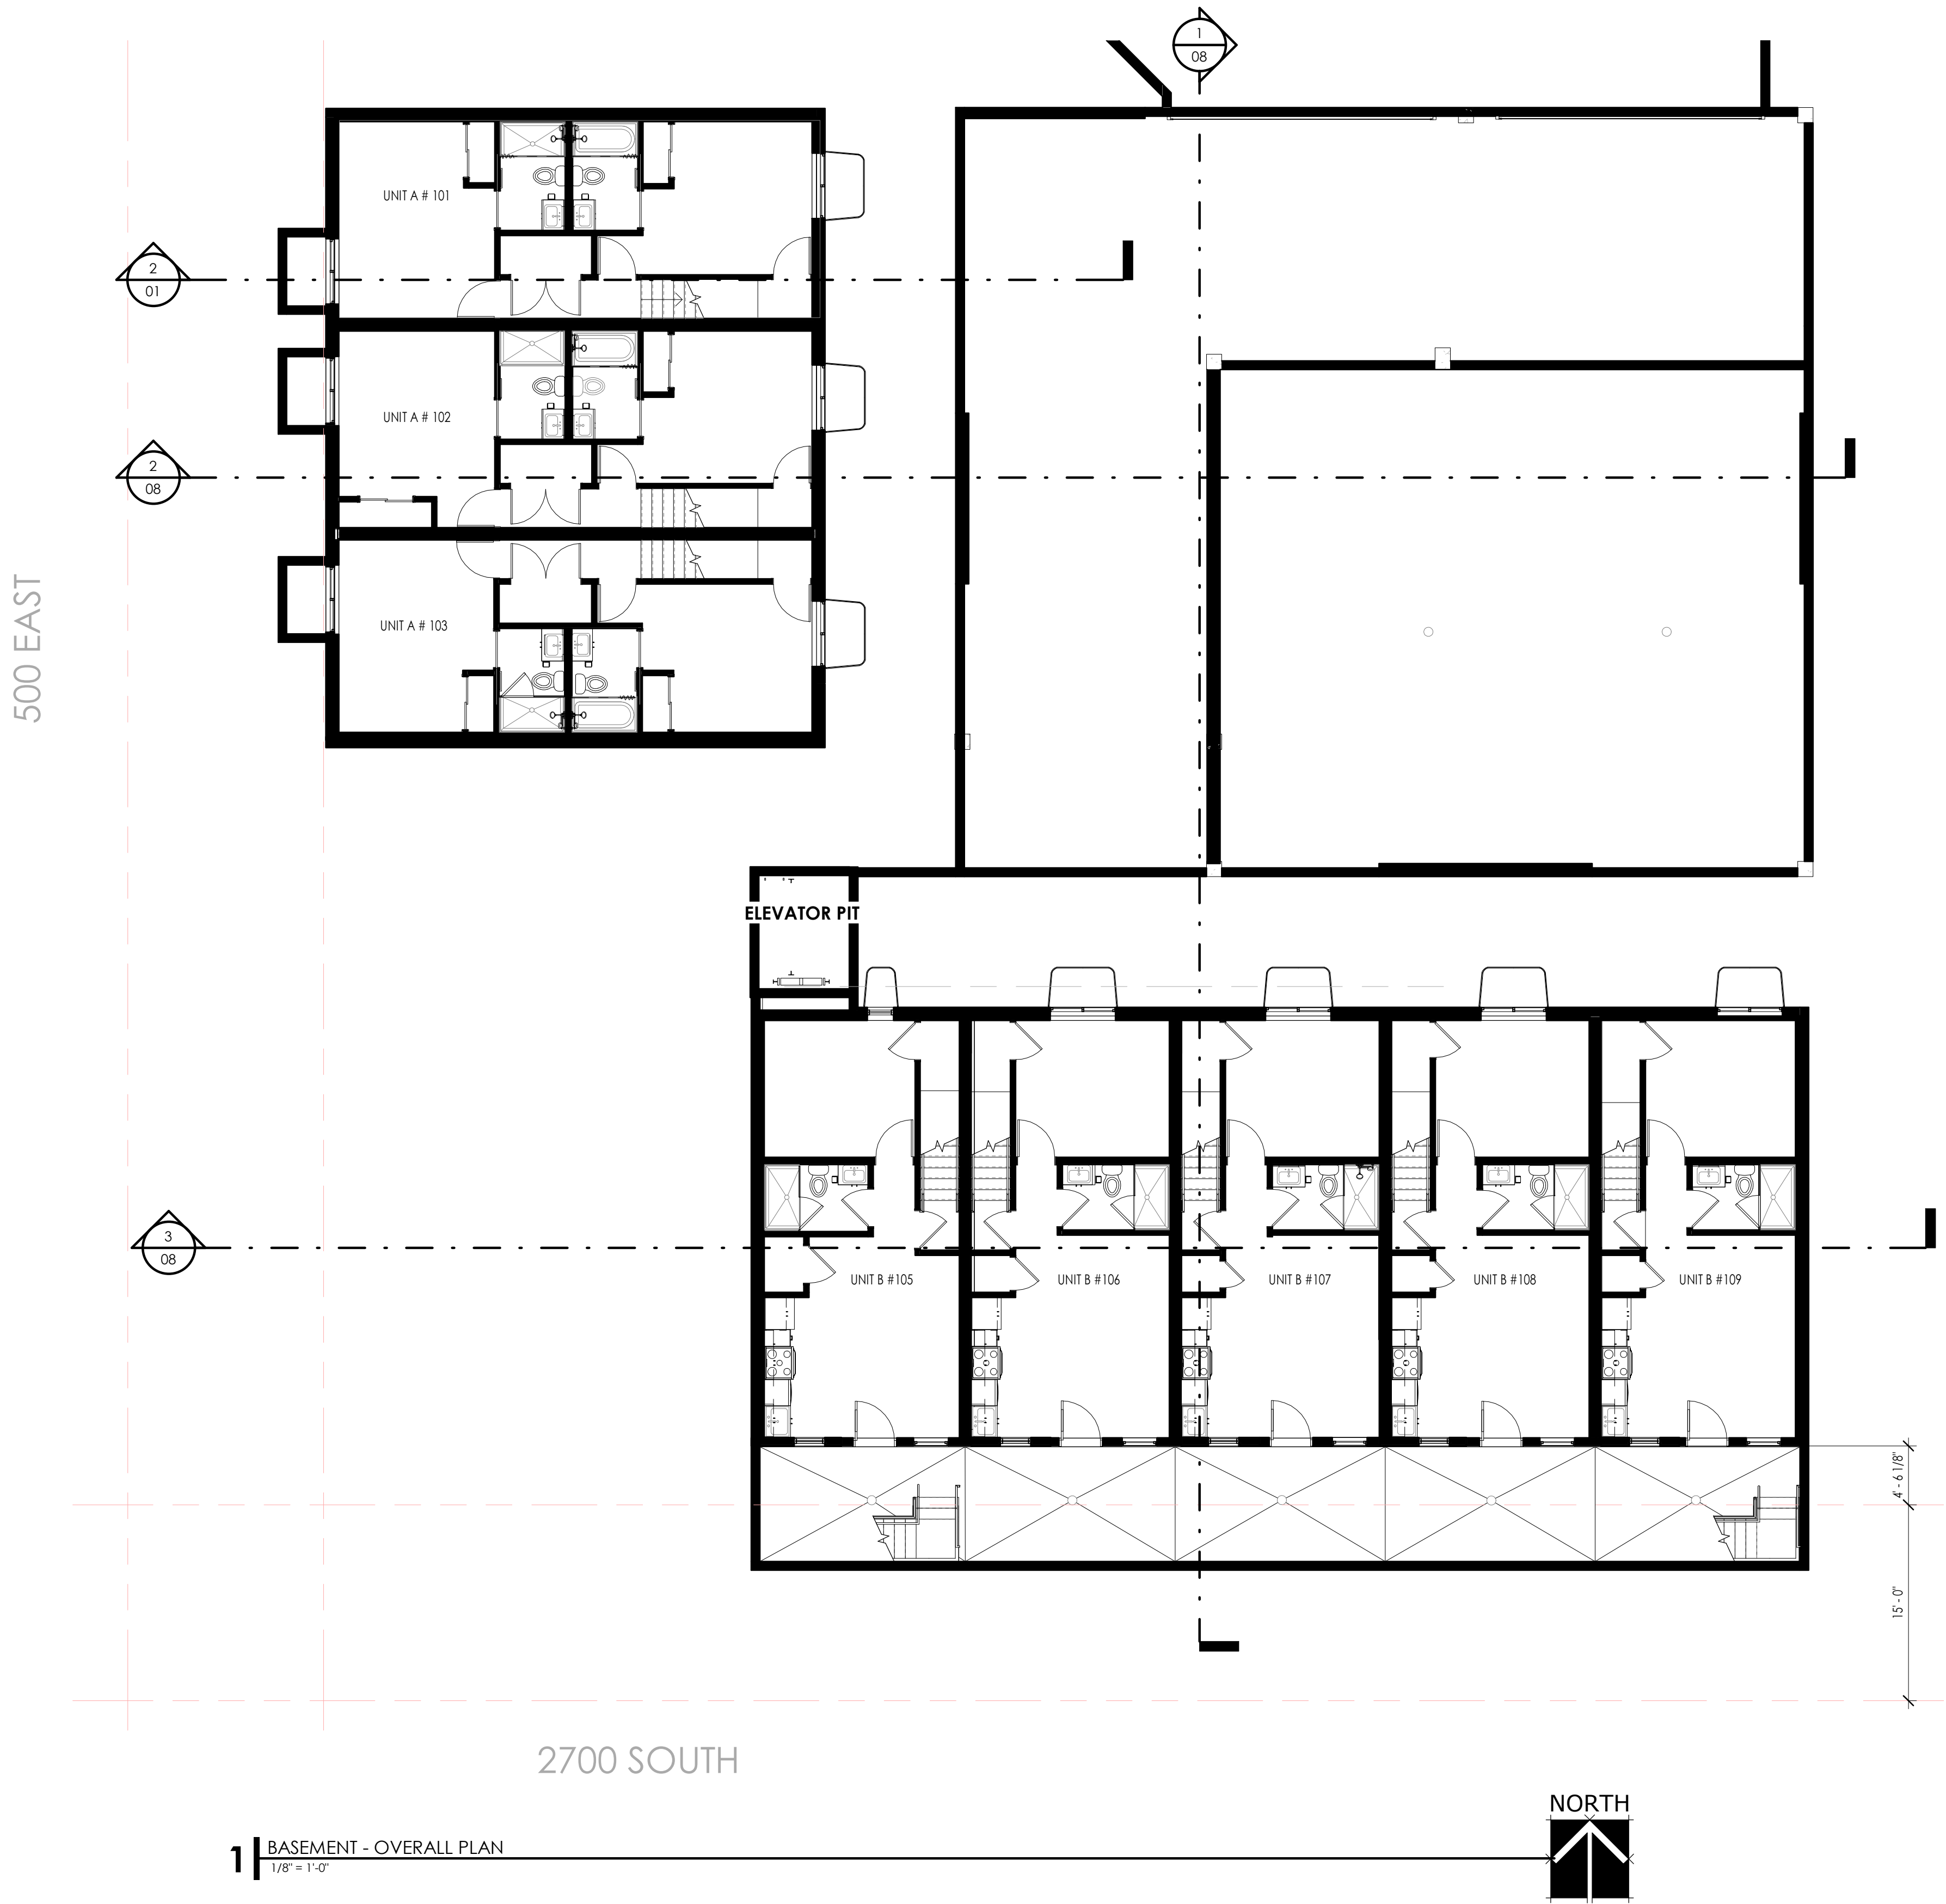 1
08
UNIT A # 101
2
01
UNIT A # 102
2
08
500 EAST
UNIT A # 103
ELEVATOR PIT
3
08
UNIT B #105
UNIT B #106
UNIT B #107
UNIT B #108
UNIT B #109
4' - 6 1/8"
15' - 0"
2700 SOUTH
NORTH
1
BASEMENT - OVERALL PLAN
1/8" = 1'-0"